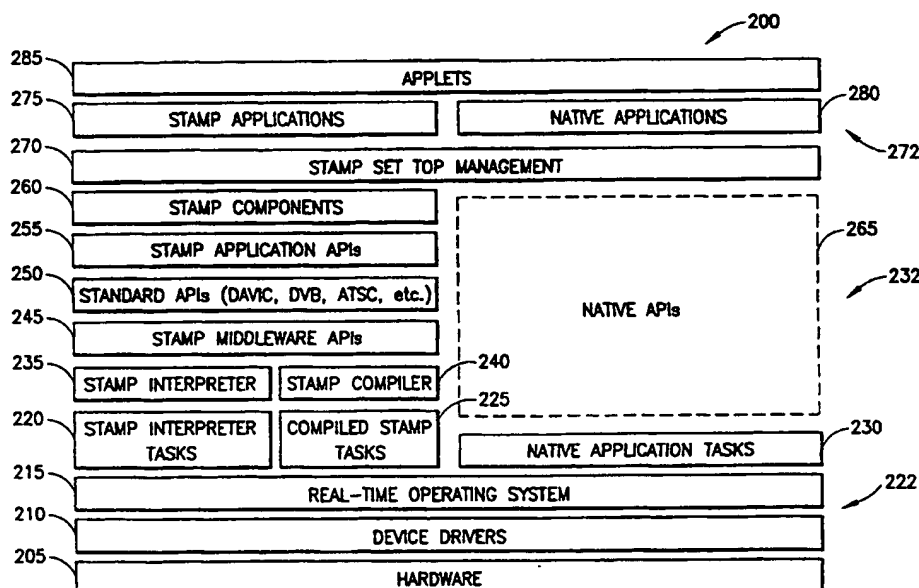 200
285 APPLETS
275 STAMP APPLICATIONS NATIVE APPLICATIONS 280
272
270 STAMP SET TOP MANAGEMENT
260 STAMP COMPONENTS
255 STAMP APPLICATION APIs 265
250 STANDARD APIs (DAVIC, DVB, ATSC, etc.) 232
NATIVE APIs
245 STAMP MIDDLEWARE APIs
235 STAMP INTERPRETER STAMP COMPILER 240
220 STAMP INTERPRETER TASKS COMPILED STAMP TASKS 225
NATIVE APPLICATION TASKS 230
215 REAL-TIME OPERATING SYSTEM 222
210 DEVICE DRIVERS
205 HARDWARE